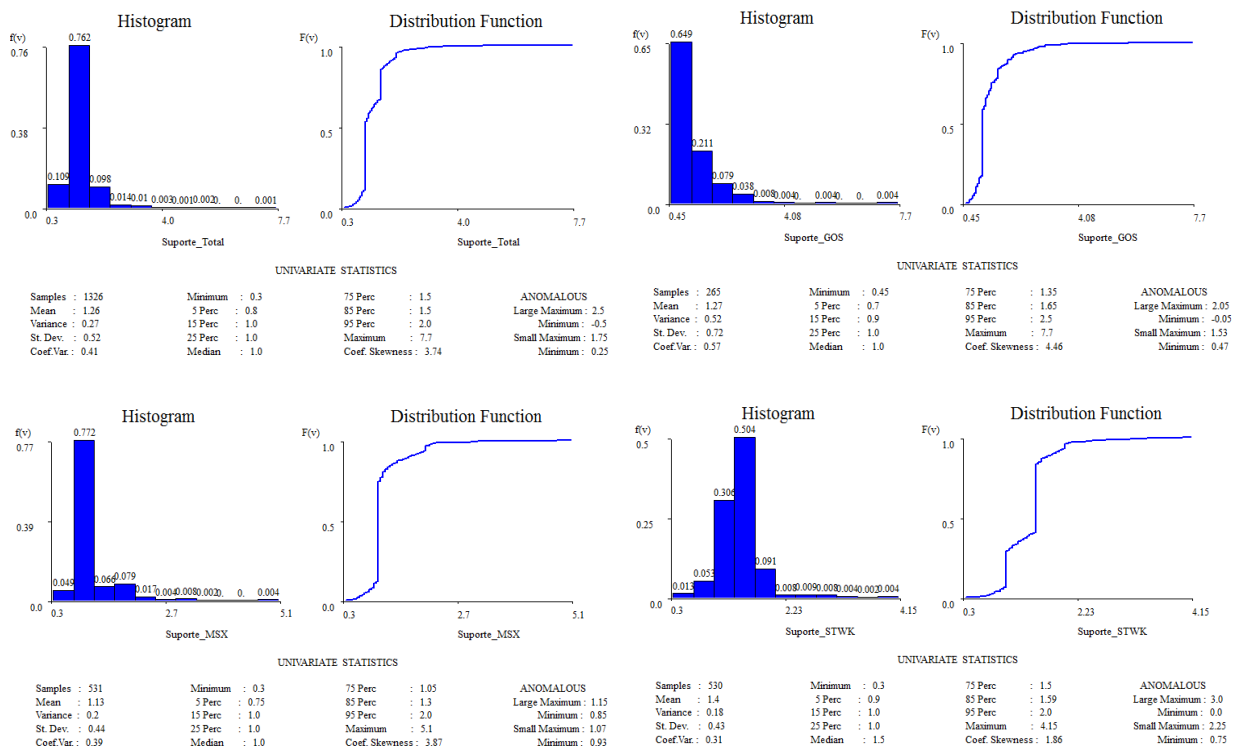 Histogram
Distribution Function
f(v)
0.76
0.38
0.0
0.109
0.762
0.098
0.014
0.01
0.003
0.001
0.002
0.
0.
0.001
0.3
4.0
7.7
Suporte_Total
F(v)
1.0
0.5
0.0
0.3
4.0
7.7
Suporte_Total
UNIVARIATE STATISTICS
Samples : 1326 Minimum : 0.3 75 Perc : 1.5 ANOMALOUS
Mean : 1.26 5 Perc : 0.8 85 Perc : 1.5 Large Maximum : 2.5
Variance : 0.27 15 Perc : 1.0 95 Perc : 2.0 Minimum : -0.5
St. Dev. : 0.52 25 Perc : 1.0 Maximum : 7.7 Small Maximum : 1.75
Coef.Var. : 0.41 Median : 1.0 Coef. Skewness : 3.74 Minimum : 0.25
Histogram
Distribution Function
f(v)
0.65
0.32
0.0
0.649
0.211
0.079
0.038
0.008
0.004
0.
0.004
0.
0.
0.004
0.45
4.08
7.7
Suporte_GOS
F(v)
1.0
0.5
0.0
0.45
4.08
7.7
Suporte_GOS
UNIVARIATE STATISTICS
Samples : 265 Minimum : 0.45 75 Perc : 1.35 ANOMALOUS
Mean : 1.27 5 Perc : 0.7 85 Perc : 1.65 Large Maximum : 2.05
Variance : 0.52 15 Perc : 0.9 95 Perc : 2.5 Minimum : -0.05
St. Dev. : 0.72 25 Perc : 1.0 Maximum : 7.7 Small Maximum : 1.53
Coef.Var. : 0.57 Median : 1.0 Coef. Skewness : 4.46 Minimum : 0.47
Histogram
Distribution Function
f(v)
0.77
0.39
0.0
0.049
0.772
0.066
0.079
0.017
0.004
0.008
0.002
0.
0.
0.004
0.3
2.7
5.1
Suporte_MSX
F(v)
1.0
0.5
0.0
0.3
2.7
5.1
Suporte_MSX
UNIVARIATE STATISTICS
Samples : 531 Minimum : 0.3 75 Perc : 1.05 ANOMALOUS
Mean : 1.13 5 Perc : 0.75 85 Perc : 1.3 Large Maximum : 1.15
Variance : 0.2 15 Perc : 1.0 95 Perc : 2.0 Minimum : 0.85
St. Dev. : 0.44 25 Perc : 1.0 Maximum : 5.1 Small Maximum : 1.07
Coef.Var. : 0.39 Median : 1.0 Coef. Skewness : 3.87 Minimum : 0.93
Histogram
Distribution Function
f(v)
0.5
0.25
0.0
0.013
0.053
0.306
0.504
0.091
0.008
0.009
0.008
0.004
0.002
0.004
0.3
2.23
4.15
Suporte_STWK
F(v)
1.0
0.5
0.0
0.3
2.23
4.15
Suporte_STWK
UNIVARIATE STATISTICS
Samples : 530 Minimum : 0.3 75 Perc : 1.5 ANOMALOUS
Mean : 1.4 5 Perc : 0.9 85 Perc : 1.59 Large Maximum : 3.0
Variance : 0.18 15 Perc : 1.0 95 Perc : 2.0 Minimum : 0.0
St. Dev. : 0.43 25 Perc : 1.0 Maximum : 4.15 Small Maximum : 2.25
Coef.Var. : 0.31 Median : 1.5 Coef. Skewness : 1.86 Minimum : 0.75